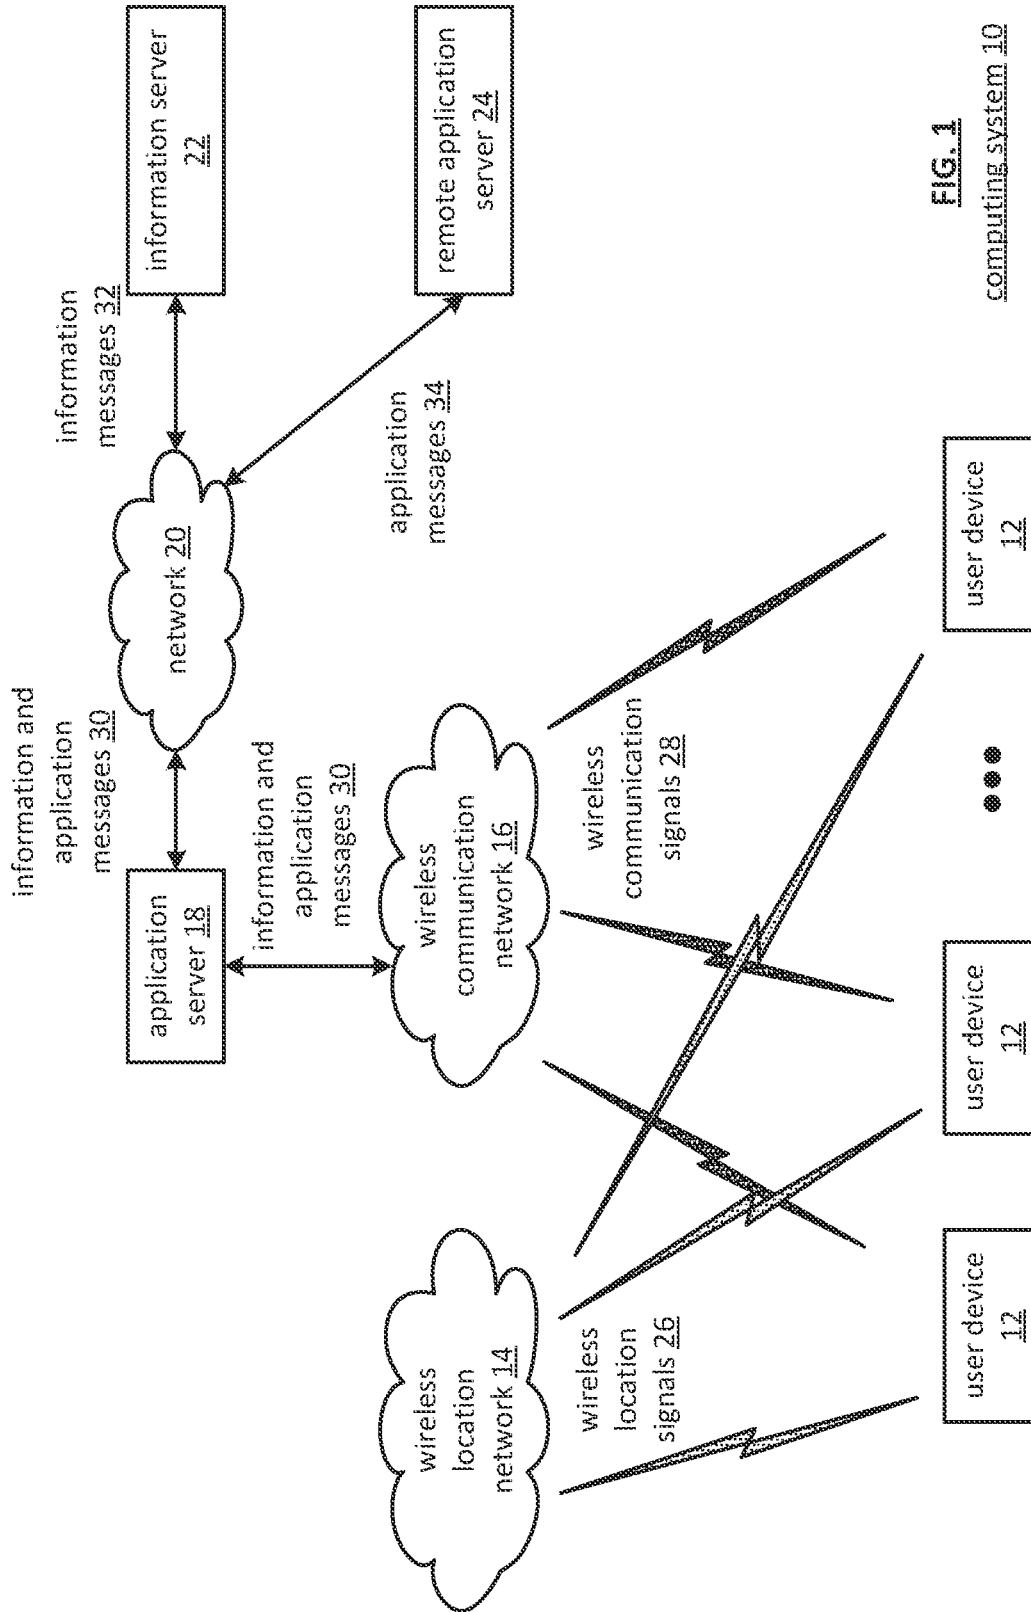 information and
application
messages 30
information
messages 32
application
server 18
network 20
information server
22
information and
application
messages 30
application
messages 34
remote application
server 24
wireless
location
network 14
wireless
communication
network 16
wireless
location
signals 26
wireless
communication
signals 28
user device
12
user device
12
user device
12
FIG. 1
computing system 10